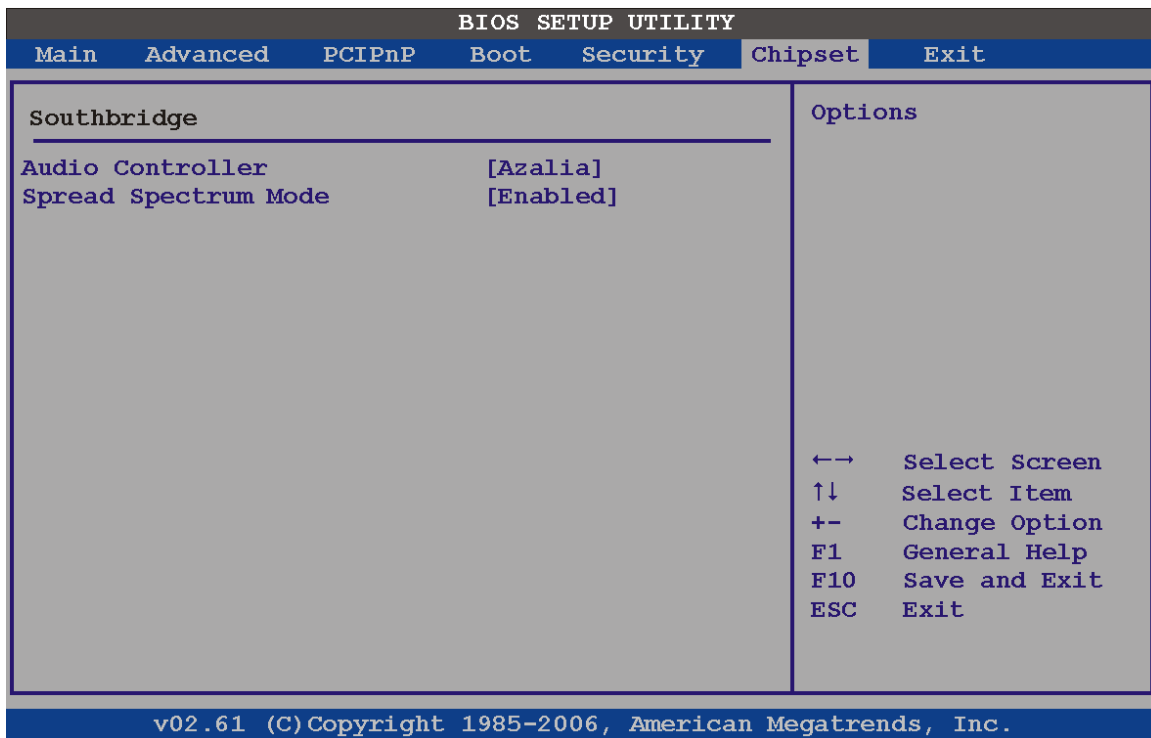 BIOS SETUP UTILITY
Main Advanced PCIPnP Boot Security Chipset Exit
Southbridge
Audio Controller [Azalia]
Spread Spectrum Mode [Enabled]
Options
←→ Select Screen
↑↓ Select Item
+- Change Option
F1 General Help
F10 Save and Exit
ESC Exit
v02.61 (C)Copyright 1985-2006, American Megatrends, Inc.